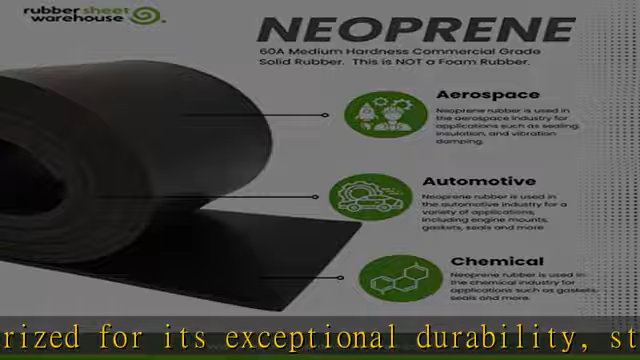 rubber sheet
warehouse
NEOPRENE
60A Medium Hardness Commercial Grade
Solid Rubber. This is NOT a Foam Rubber.
Aerospace
Neoprene rubber is used in
the aerospace industry for
applications such as sealing,
insulation, and vibration
damping.
Automotive
Neoprene rubber is used in
the automotive industry for a
variety of applications,
including engine mounts,
gaskets, seals and more
Chemical
Neoprene rubber is used in
the chemical industry for
applications such as gaskets,
seals and more.
rized for its exceptional durability, st